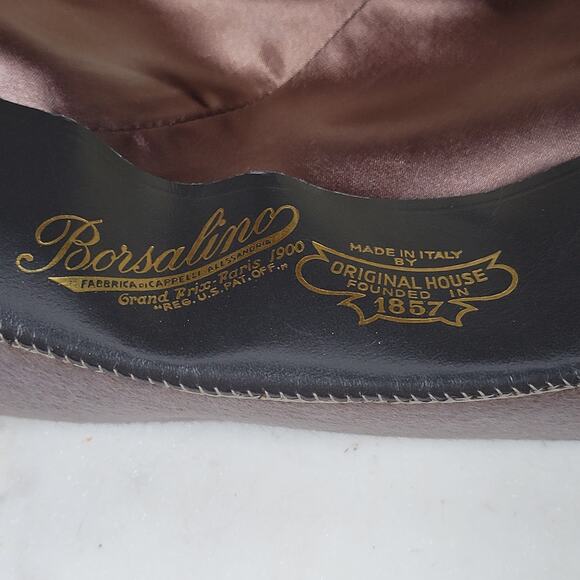 Borsalino
FABBRICA DI CAPPELLI ALESSANDRIA
Grand Prix-Paris 1900
"REG. U.S. PAT. OFF."
MADE IN ITALY
BY
ORIGINAL HOUSE
FOUNDED IN
1857